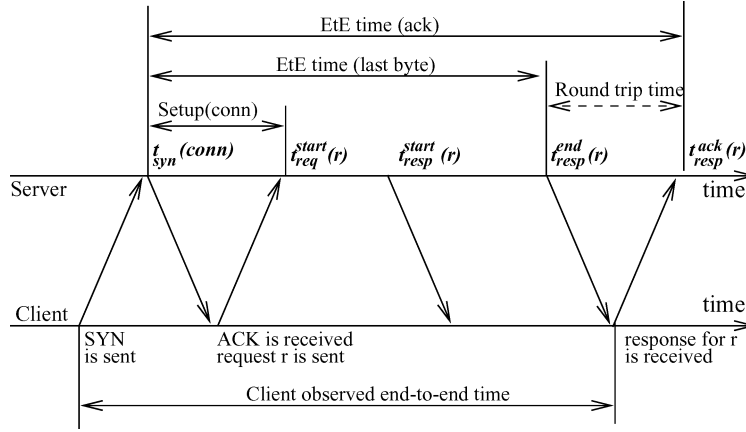 EtE time (ack)
EtE time (last byte)
Round trip time
Setup(conn)
t_syn (conn) t_req^start (r) t_resp^start (r) t_resp^end (r) t_resp^ack (r)
Server time
Client time
SYN
is sent
ACK is received
request r is sent
response for r
is received
Client observed end-to-end time